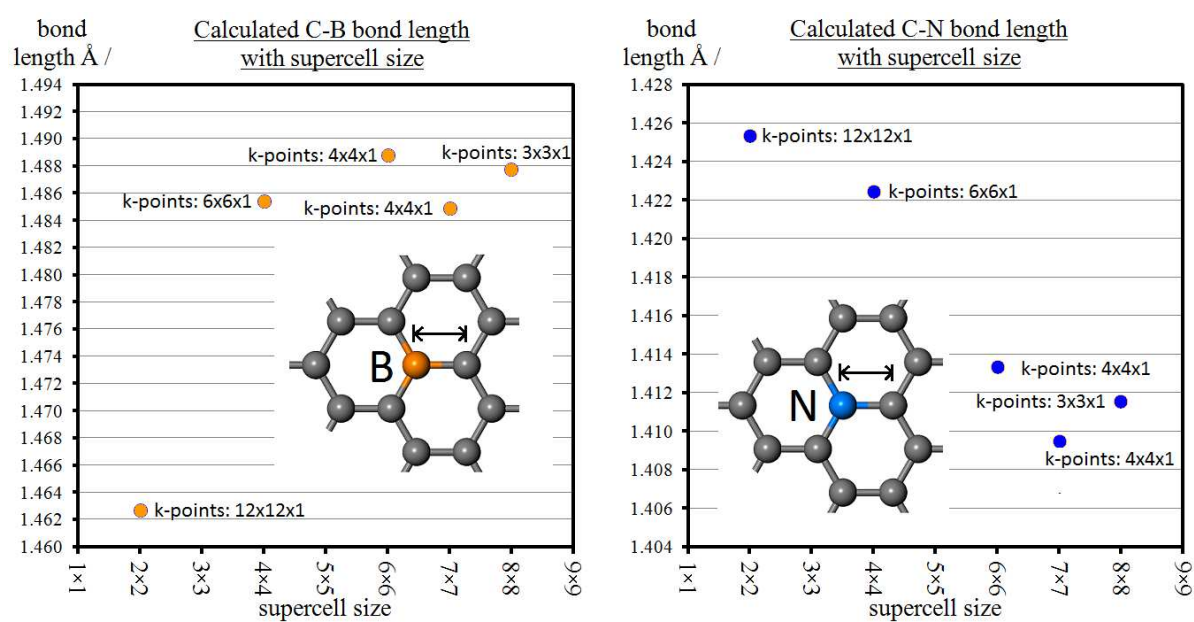 bond
length Å /
Calculated C-B bond length
with supercell size
1.494
1.492
1.490
1.488
1.486
1.484
1.482
1.480
1.478
1.476
1.474
1.472
1.470
1.468
1.466
1.464
1.462
1.460
k-points: 4x4x1
k-points: 3x3x1
k-points: 6x6x1
k-points: 4x4x1
B
k-points: 12x12x1
1×1
2×2
3×3
4×4
5×5
6×6
7×7
8×8
9×9
supercell size
bond
length Å /
Calculated C-N bond length
with supercell size
1.428
1.426
1.424
1.422
1.420
1.418
1.416
1.414
1.412
1.410
1.408
1.406
1.404
k-points: 12x12x1
k-points: 6x6x1
N
k-points: 4x4x1
k-points: 3x3x1
k-points: 4x4x1
1×1
2×2
3×3
4×4
5×5
6×6
7×7
8×8
9×9
supercell size